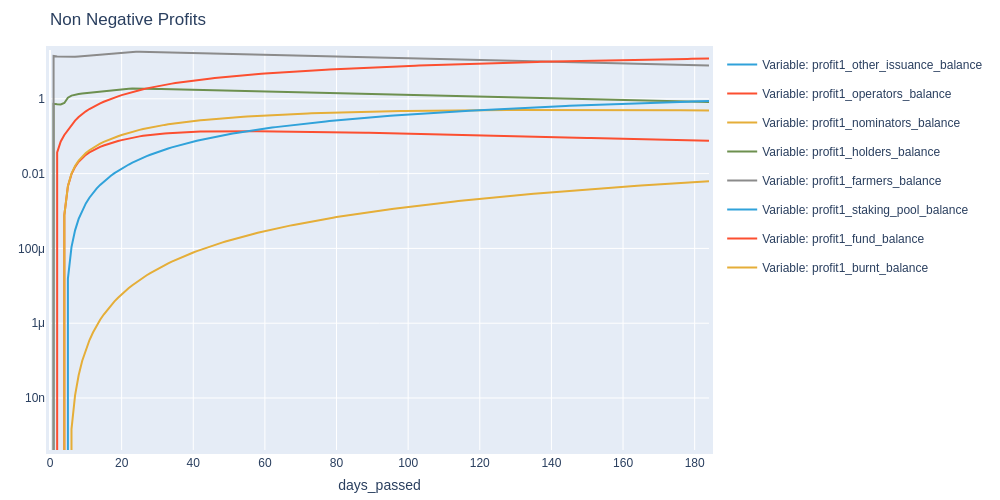 Non Negative Profits
1
0.01
100μ
1μ
10n
0 20 40 60 80 100 120 140 160 180
days_passed
Variable: profit1_other_issuance_balance
Variable: profit1_operators_balance
Variable: profit1_nominators_balance
Variable: profit1_holders_balance
Variable: profit1_farmers_balance
Variable: profit1_staking_pool_balance
Variable: profit1_fund_balance
Variable: profit1_burnt_balance